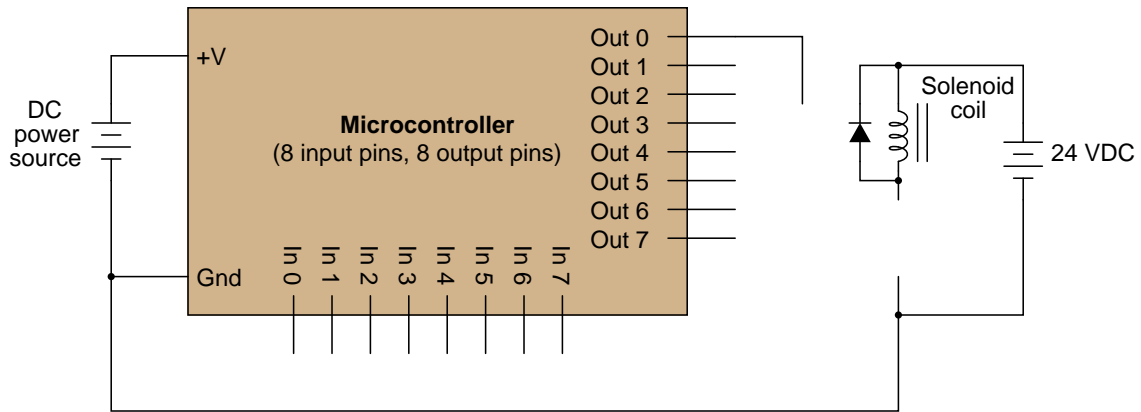 Out 0
+V
Out 1
Out 2
Solenoid
coil
DC
power
source
Microcontroller
(8 input pins, 8 output pins)
Out 3
Out 4
24 VDC
Out 5
Out 6
Out 7
Gnd
In 0
In 1
In 2
In 3
In 4
In 5
In 6
In 7